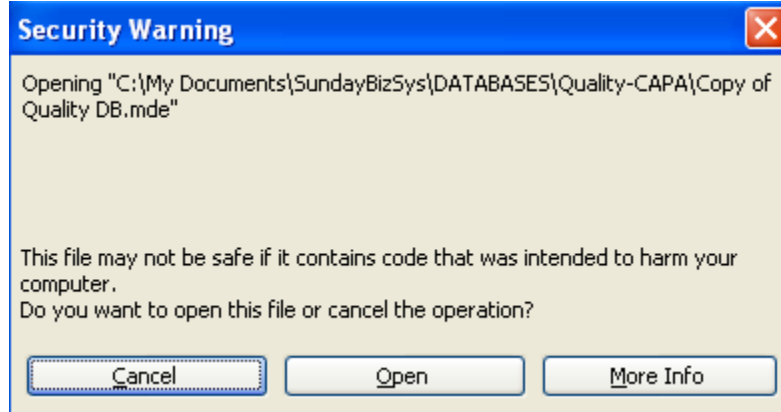 Security Warning
Opening "C:\My Documents\SundayBizSys\DATABASES\Quality-CAPA\Copy of
Quality DB.mde"
This file may not be safe if it contains code that was intended to harm your
computer.
Do you want to open this file or cancel the operation?
Cancel Open More Info